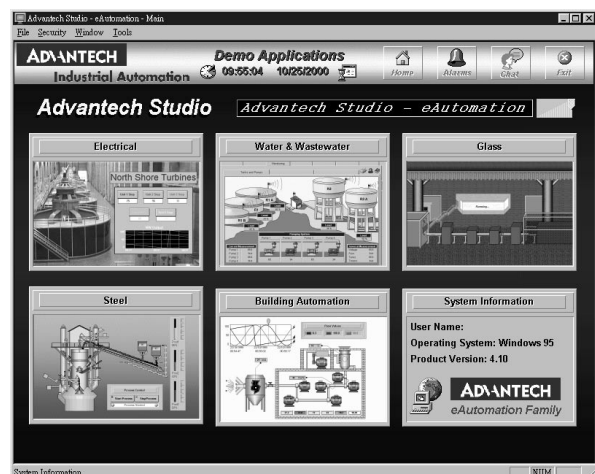 Advantech Studio - eAutomation - Main
File Security Window Tools
ADVANTECH
Industrial Automation
Demo Applications
09:55:04 10/25/2000
Home
Alarms
Chat
Exit
Advantech Studio
Advantech Studio - eAutomation
Electrical
Water & Wastewater
Glass
North Shore Turbines
Steel
Building Automation
System Information
User Name:
Operating System: Windows 95
Product Version: 4.10
ADVANTECH
eAutomation Family
System Information
NUM